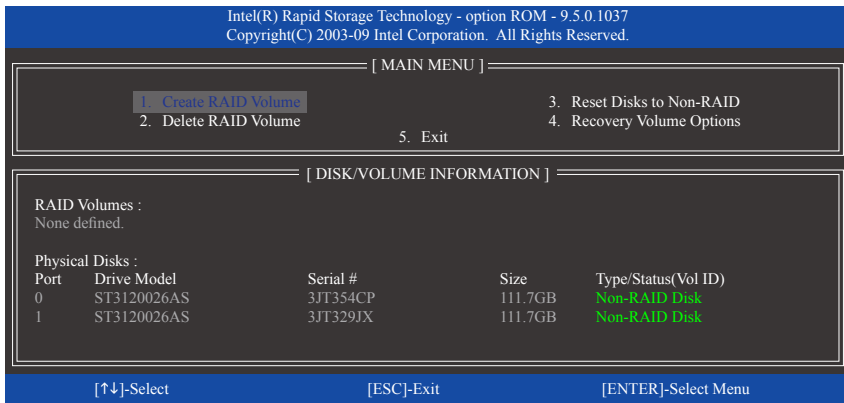 Intel(R) Rapid Storage Technology - option ROM - 9.5.0.1037
Copyright(C) 2003-09 Intel Corporation. All Rights Reserved.
[ MAIN MENU ]
1. Create RAID Volume 3. Reset Disks to Non-RAID
2. Delete RAID Volume 4. Recovery Volume Options
5. Exit
[ DISK/VOLUME INFORMATION ]
RAID Volumes :
None defined.
Physical Disks :
Port Drive Model Serial # Size Type/Status(Vol ID)
0 ST3120026AS 3JT354CP 111.7GB Non-RAID Disk
1 ST3120026AS 3JT329JX 111.7GB Non-RAID Disk
[↑↓]-Select [ESC]-Exit [ENTER]-Select Menu